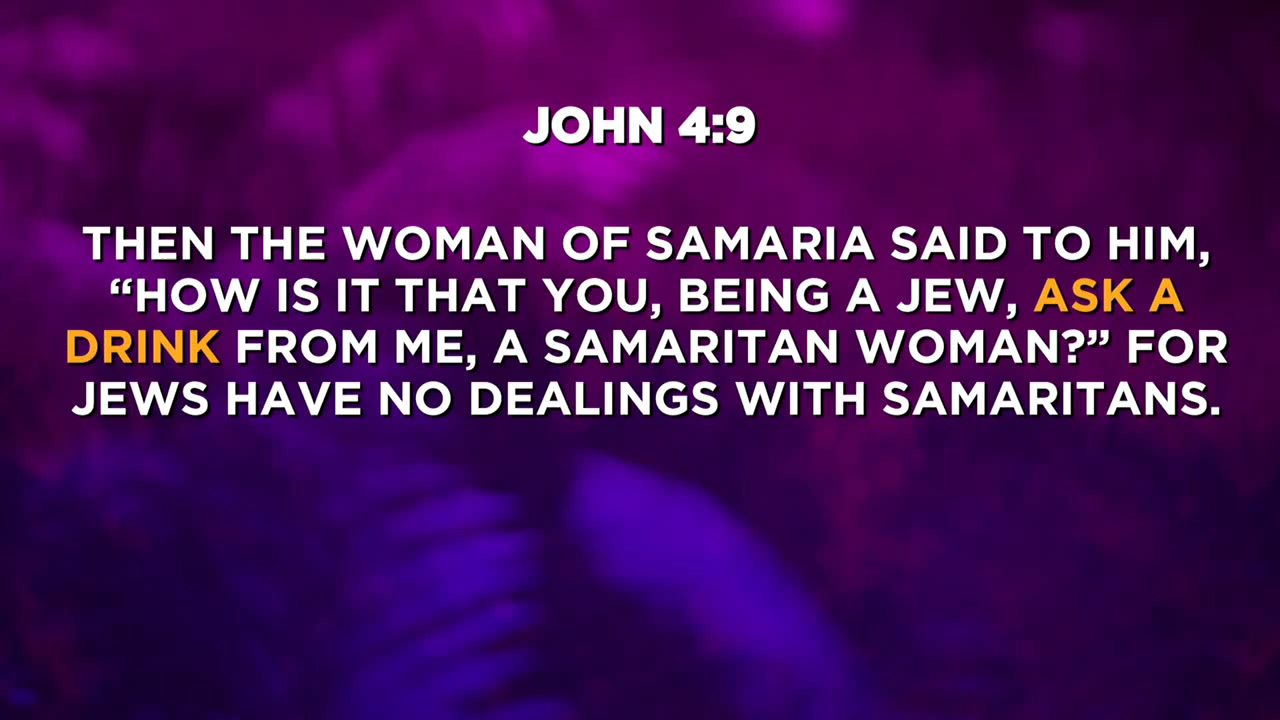 JOHN 4:9
THEN THE WOMAN OF SAMARIA SAID TO HIM,
“HOW IS IT THAT YOU, BEING A JEW, ASK A
DRINK FROM ME, A SAMARITAN WOMAN?” FOR
JEWS HAVE NO DEALINGS WITH SAMARITANS.